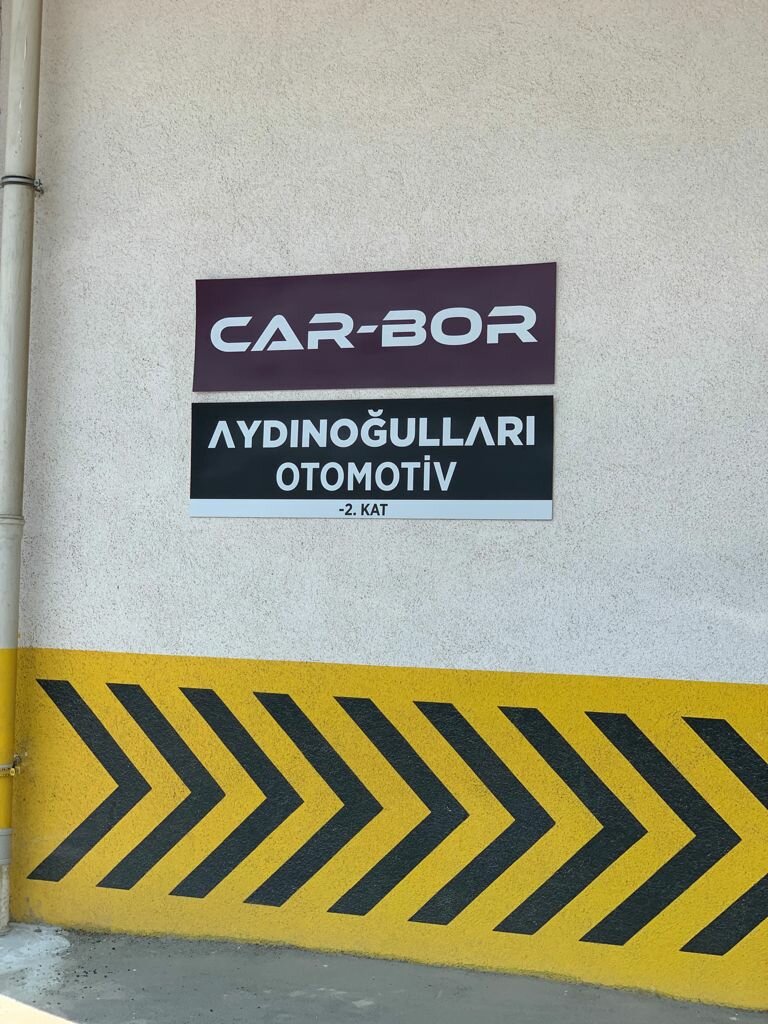 CAR-BOR
AYDINOĞULLARI
OTOMOTİV
-2. KAT